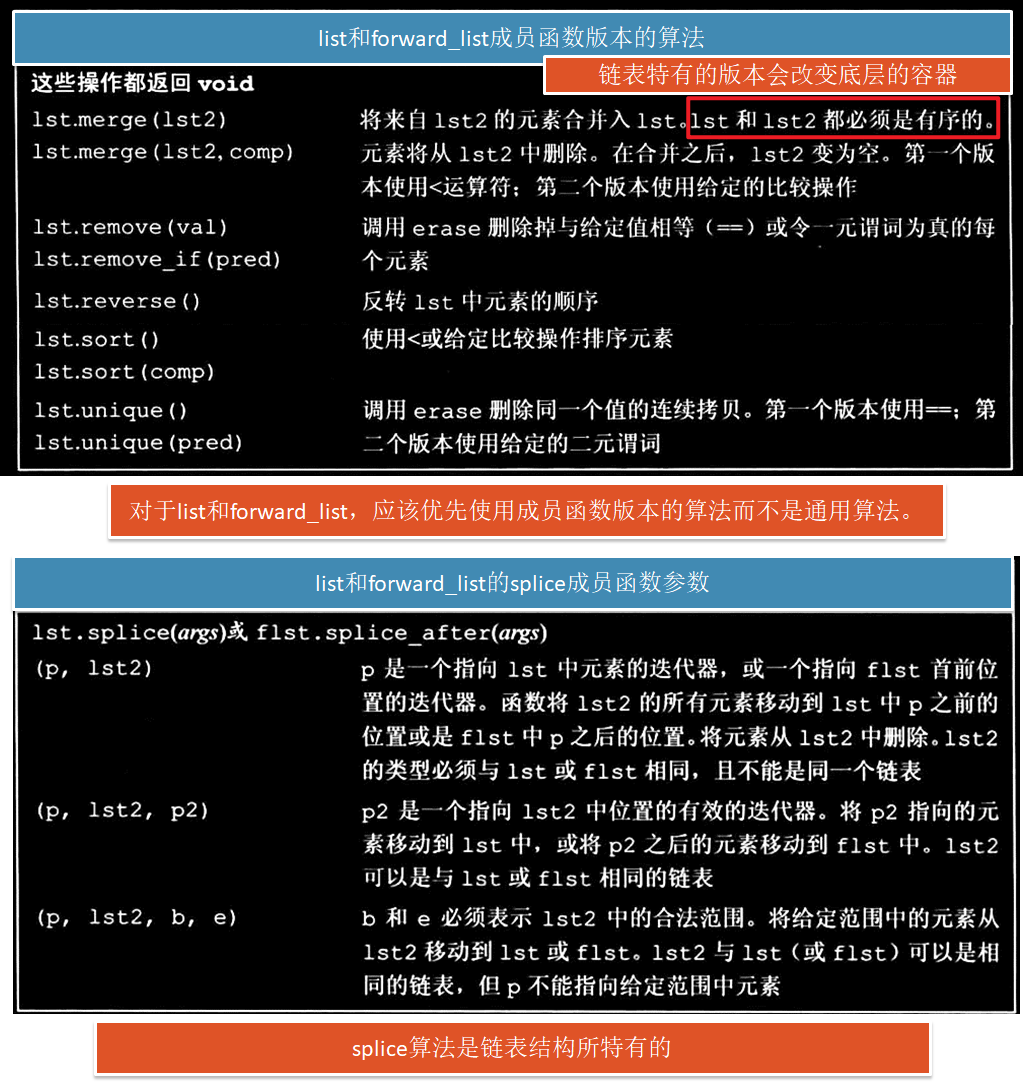 list和forward_list成员函数版本的算法
这些操作都返回 void
链表特有的版本会改变底层的容器
lst.merge(lst2)
将来自 lst2 的元素合并入 lst。lst 和 lst2 都必须是有序的。
lst.merge(lst2, comp)
元素将从 lst2 中删除。在合并之后，lst2 变为空。第一个版
本使用<运算符；第二个版本使用给定的比较操作
lst.remove(val)
调用 erase 删除掉与给定值相等（==）或令一元谓词为真的每
lst.remove_if(pred)
个元素
lst.reverse()
反转 lst 中元素的顺序
lst.sort()
使用<或给定比较操作排序元素
lst.sort(comp)
lst.unique()
调用 erase 删除同一个值的连续拷贝。第一个版本使用==；第
lst.unique(pred)
二个版本使用给定的二元谓词
对于list和forward_list，应该优先使用成员函数版本的算法而不是通用算法。
list和forward_list的splice成员函数参数
lst.splice(args)或 flst.splice_after(args)
(p, lst2)
p 是一个指向 lst 中元素的迭代器，或一个指向 flst 首前位
置的迭代器。函数将 lst2 的所有元素移动到 lst 中 p 之前的
位置或是 flst 中 p 之后的位置。将元素从 lst2 中删除。lst2
的类型必须与 lst 或 flst 相同，且不能是同一个链表
(p, lst2, p2)
p2 是一个指向 lst2 中位置的有效的迭代器。将 p2 指向的元
素移动到 lst 中，或将 p2 之后的元素移动到 flst 中。lst2
可以是与 lst 或 flst 相同的链表
(p, lst2, b, e)
b 和 e 必须表示 lst2 中的合法范围。将给定范围中的元素从
lst2 移动到 lst 或 flst。lst2 与 lst（或 flst）可以是相
同的链表，但 p 不能指向给定范围中元素
splice算法是链表结构所特有的